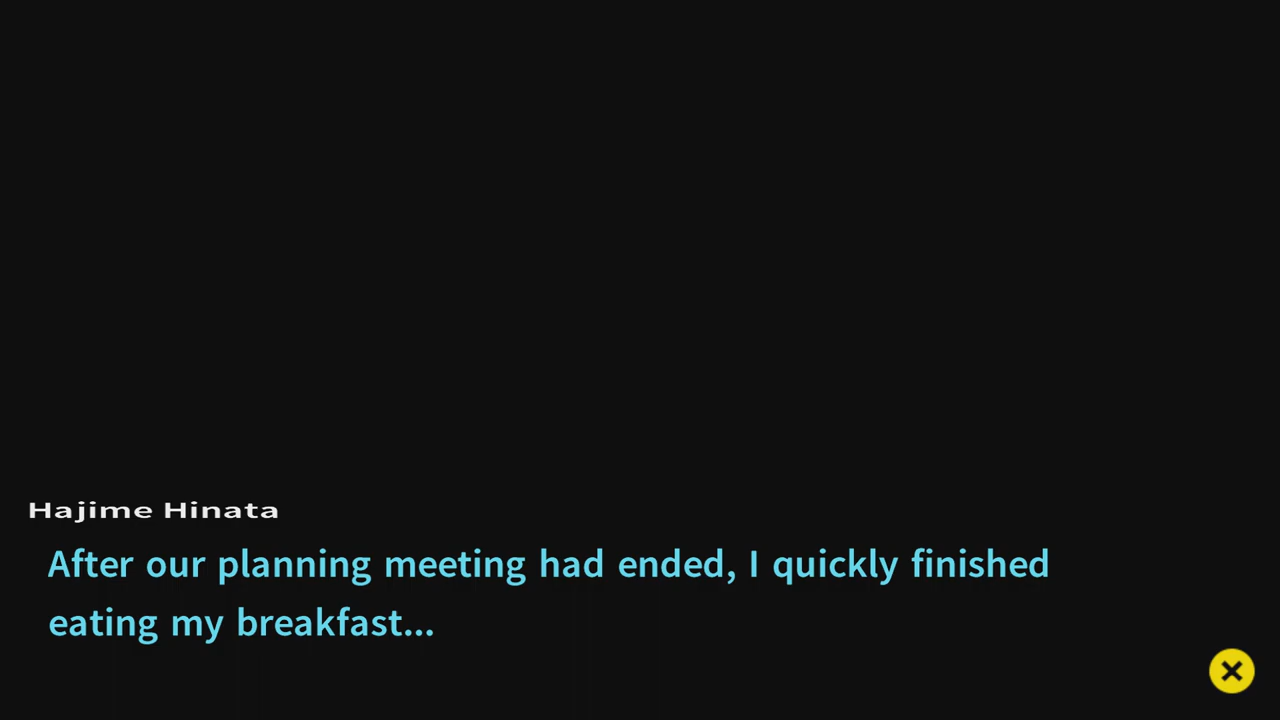 Hajime Hinata
After our planning meeting had ended, I quickly finished
eating my breakfast...